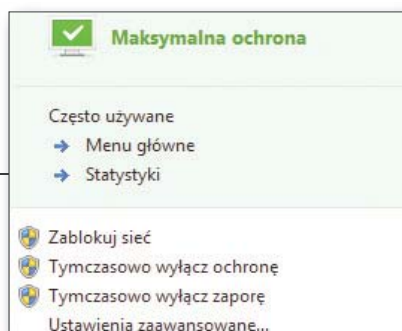 Maksymalna ochrona
Często używane
Menu główne
Statystyki
Zablokuj sieć
Tymczasowo wyłącz ochronę
Tymczasowo wyłącz zaporę
Ustawienia zaawansowane...